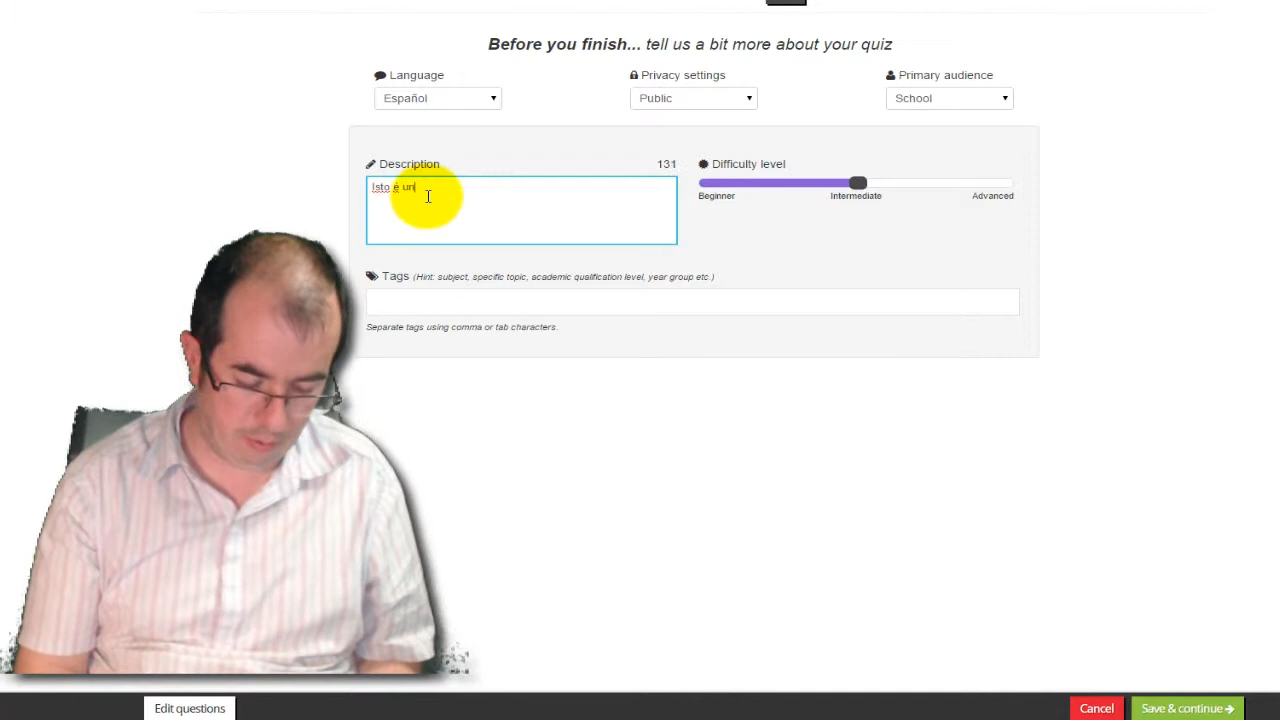 Before you finish... tell us a bit more about your quiz
Language
Privacy settings
Primary audience
Español
Public
School
Description
131
Difficulty level
Isto é un
Beginner
Intermediate
Advanced
Tags (Hint: subject, specific topic, academic qualification level, year group etc.)
Separate tags using comma or tab characters.
Edit questions
Cancel
Save & continue